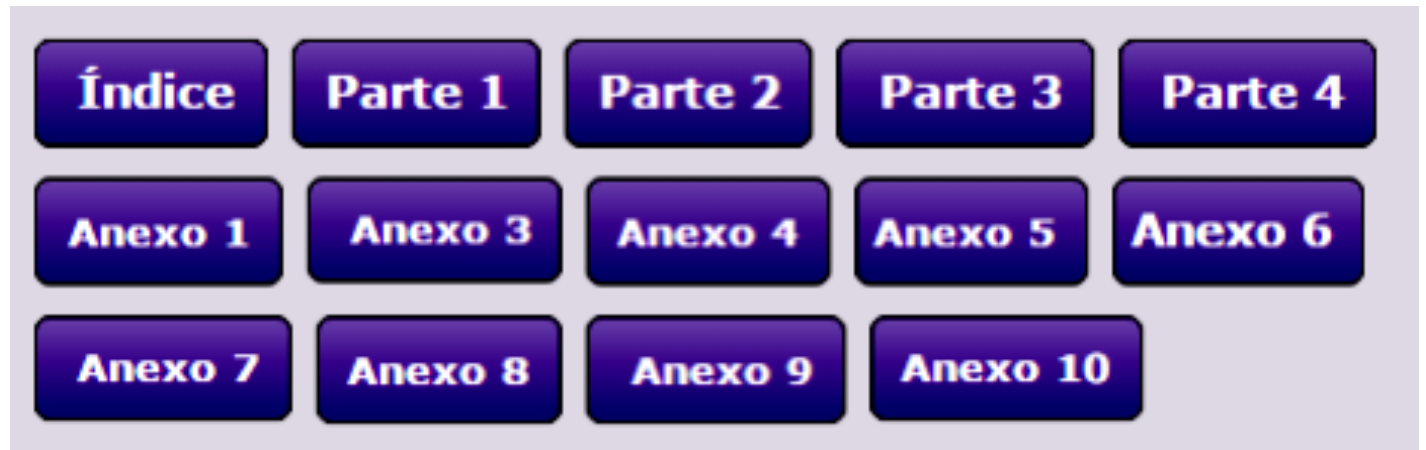 Índice Parte 1 Parte 2 Parte 3 Parte 4
Anexo 1 Anexo 3 Anexo 4 Anexo 5 Anexo 6
Anexo 7 Anexo 8 Anexo 9 Anexo 10